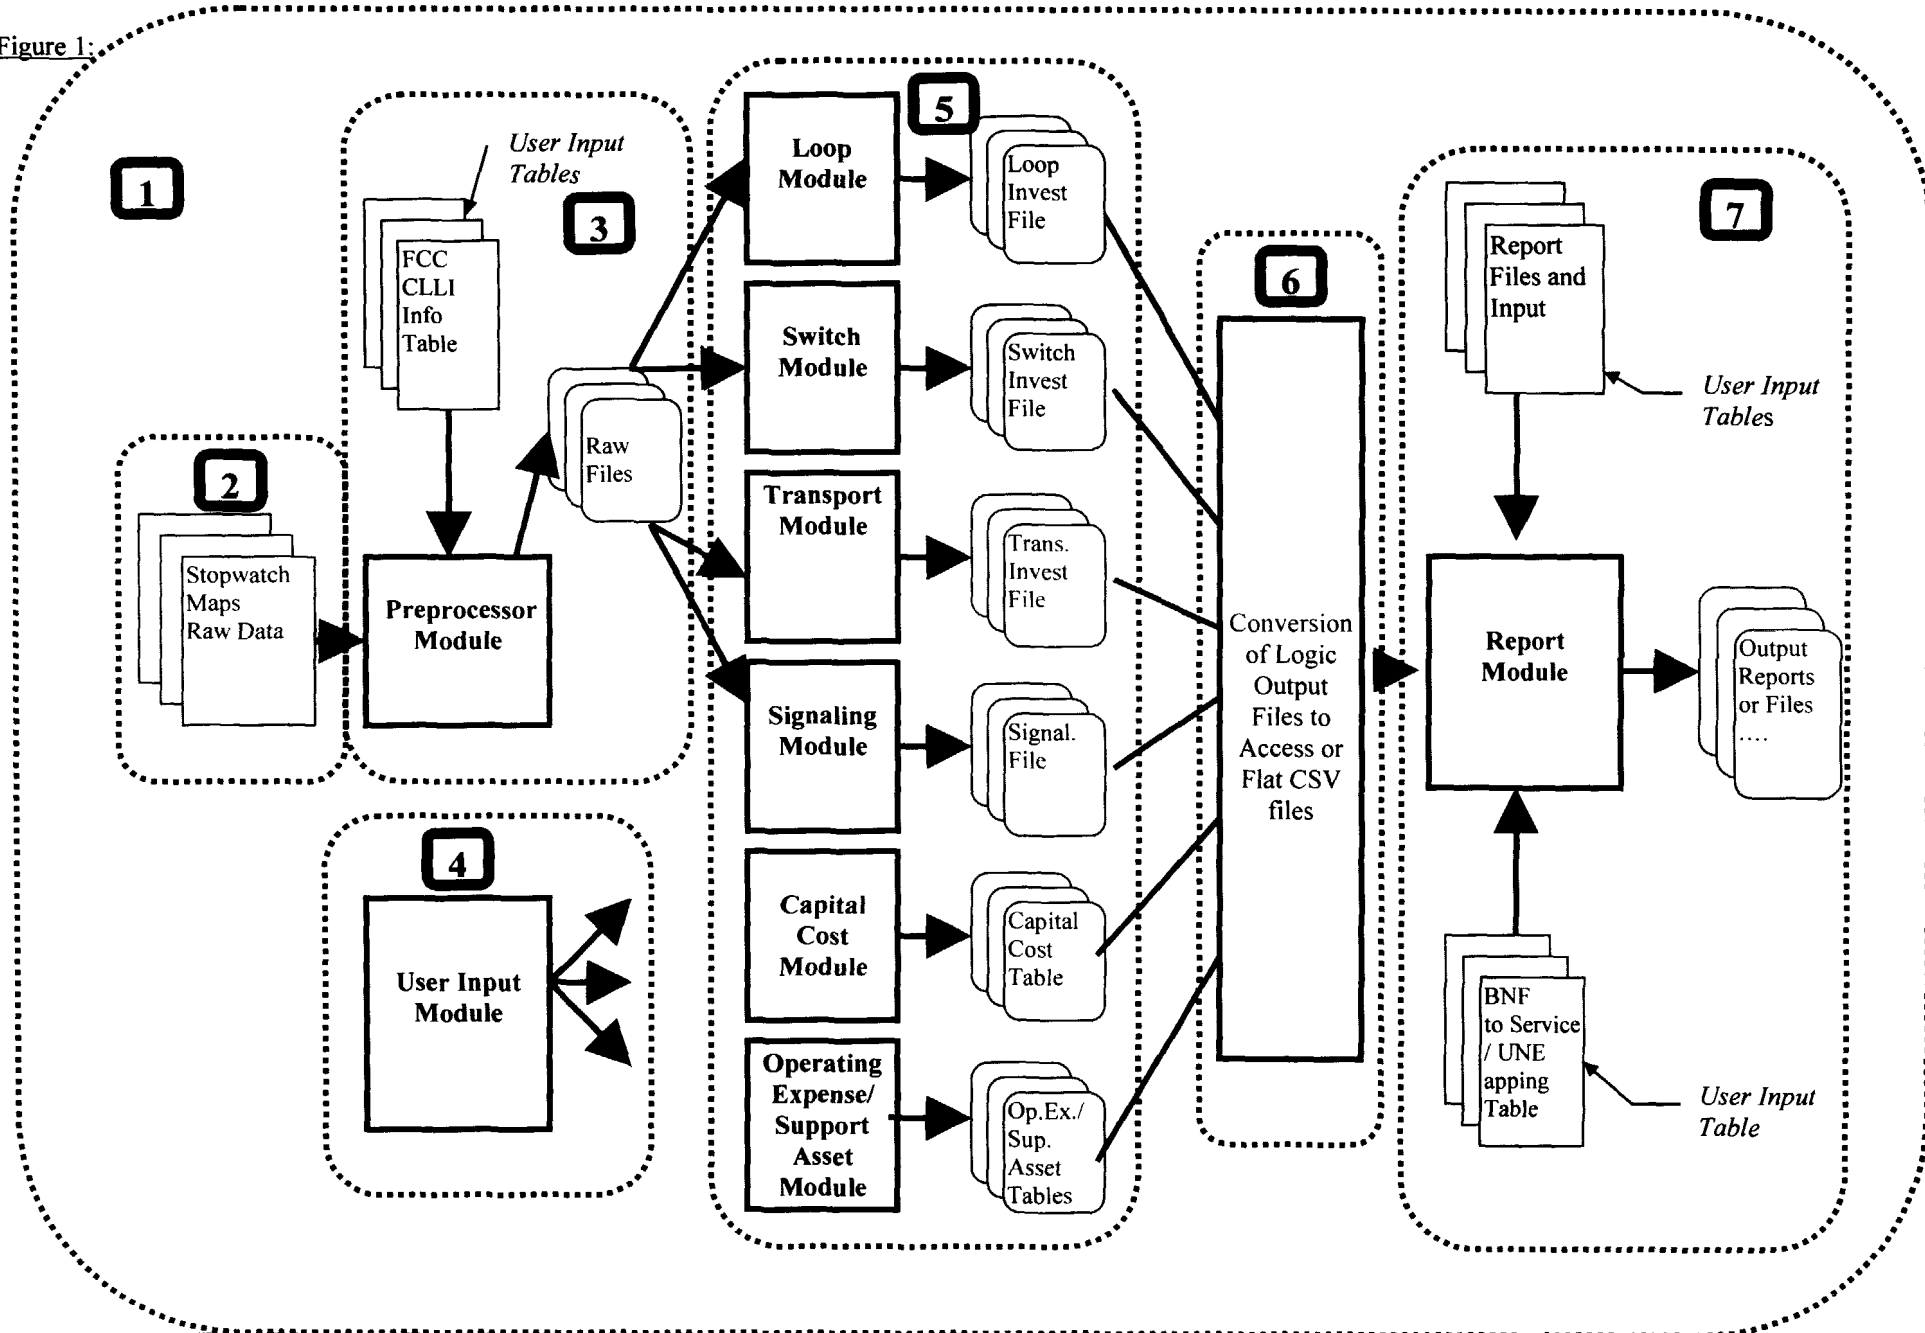 Figure 1:
1
User Input
Tables
3
FCC
CLLI
Info
Table
2
Stopwatch
Maps
Raw Data
Preprocessor
Module
Raw
Files
4
User Input
Module
5
Loop
Module
Loop
Invest
File
Switch
Module
Switch
Invest
File
Transport
Module
Trans.
Invest
File
Signaling
Module
Signal.
File
Capital
Cost
Module
Capital
Cost
Table
Operating
Expense/
Support
Asset
Module
Op.Ex./
Sup.
Asset
Tables
6
Conversion
of Logic
Output
Files to
Access or
Flat CSV
files
7
Report
Files and
Input
User Input
Tables
Report
Module
Output
Reports
or Files
....
BNF
to Service
/ UNE
apping
Table
User Input
Table